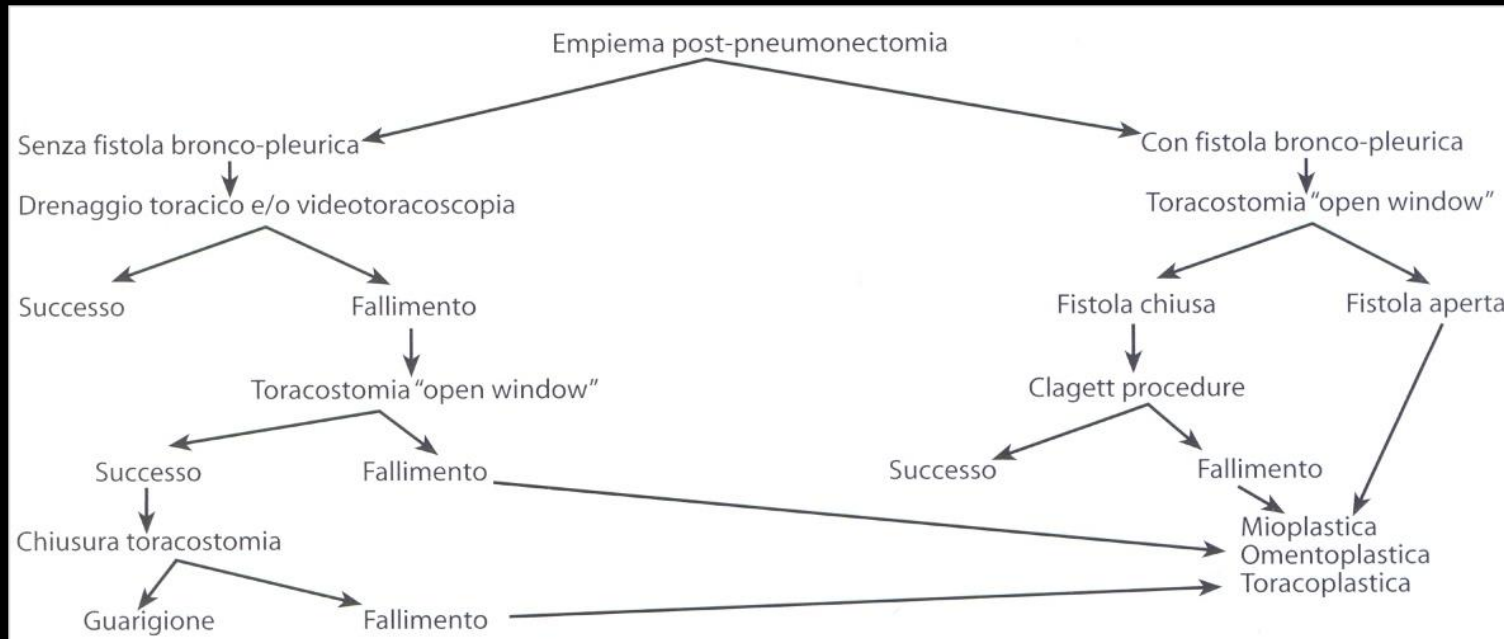 Empiema post-pneumonectomia
Senza fistola bronco-pleurica
Con fistola bronco-pleurica
Drenaggio toracico e/o videotoracoscopia
Toracostomia “open window”
Successo
Fallimento
Fistola chiusa
Fistola aperta
Toracostomia “open window”
Clagett procedure
Successo
Fallimento
Successo
Fallimento
Chiusura toracostomia
Mioplastica
Omentoplastica
Toracoplastica
Guarigione
Fallimento